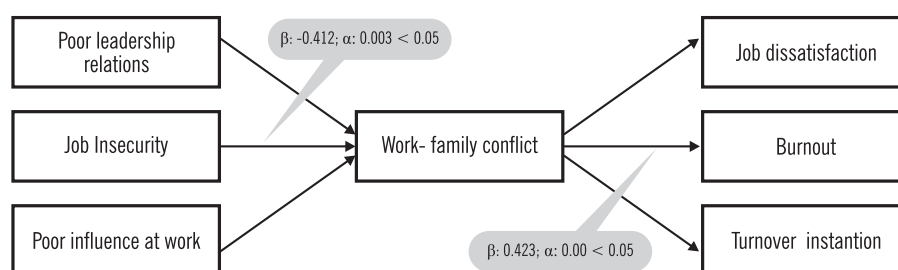 Poor leadership
relations
β: -0.412; α: 0.003 < 0.05
Job dissatisfaction
Job Insecurity
Work- family conflict
Burnout
Poor influence at work
β: 0.423; α: 0.00 < 0.05
Turnover instantion